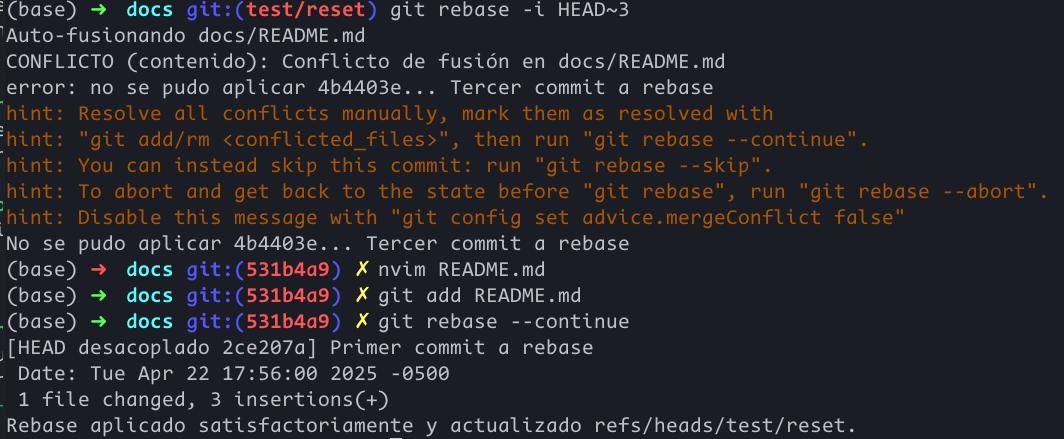 (base) ➜ docs git:(test/reset) git rebase -i HEAD~3
Auto-fusionando docs/README.md
CONFLICTO (contenido): Conflicto de fusión en docs/README.md
error: no se pudo aplicar 4b4403e... Tercer commit a rebase
hint: Resolve all conflicts manually, mark them as resolved with
hint: "git add/rm <conflicted_files>", then run "git rebase --continue".
hint: You can instead skip this commit: run "git rebase --skip".
hint: To abort and get back to the state before "git rebase", run "git rebase --abort".
hint: Disable this message with "git config set advice.mergeConflict false"
No se pudo aplicar 4b4403e... Tercer commit a rebase
(base) ➜ docs git:(531b4a9) ✗ nvim README.md
(base) ➜ docs git:(531b4a9) ✗ git add README.md
(base) ➜ docs git:(531b4a9) ✗ git rebase --continue
[HEAD desacoplado 2ce207a] Primer commit a rebase
Date: Tue Apr 22 17:56:00 2025 -0500
1 file changed, 3 insertions(+)
Rebase aplicado satisfactoriamente y actualizado refs/heads/test/reset.